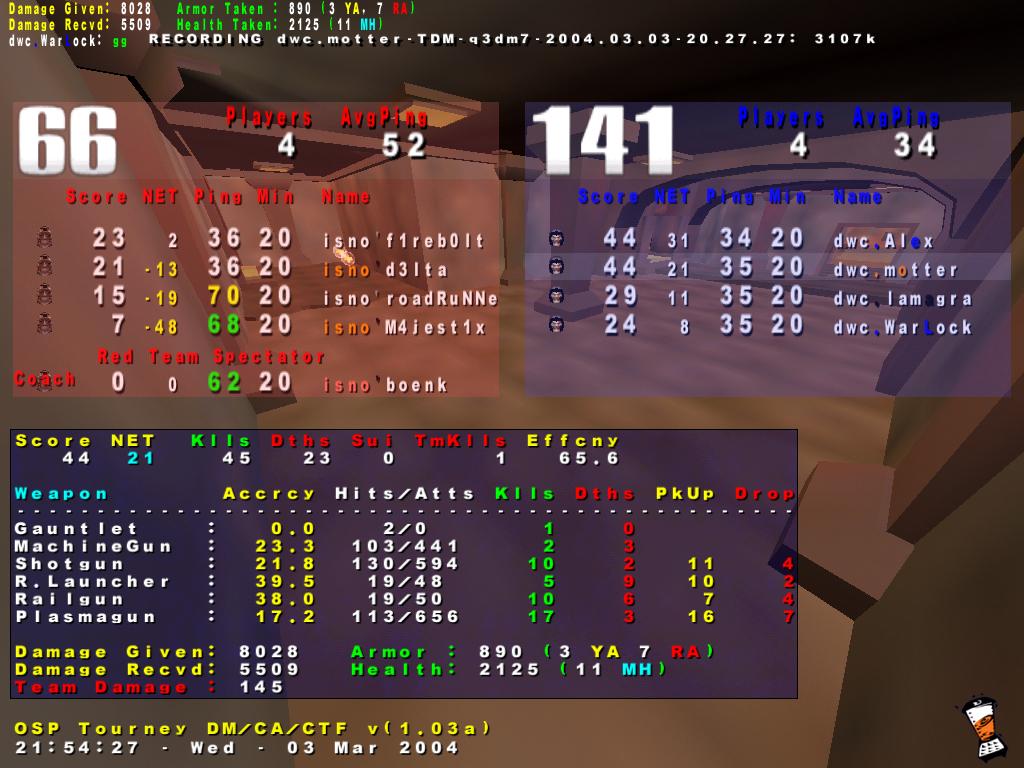 Damage Given: 8028 Armor Taken : 890 (3 YA, 7 RA)
Damage Recvd: 5509 Health Taken: 2125 (11 MH)
dwc.WarLock: gg RECORDING dwc.motter-TDM-q3dm7-2004.03.03-20.27.27: 3107k
66 Players AvgPing
4 52
Score NET Ping Min Name
23 2 36 20 isno'f1reb0lt
21 -13 36 20 isno'd3lta
15 -19 70 20 isno'roadRuNNe
7 -48 68 20 isno'M4jest1x
Red Team Spectator
Coach 0 0 62 20 isno'boenk
141 Players AvgPing
4 34
Score NET Ping Min Name
44 31 34 20 dwc.Alex
44 21 35 20 dwc.motter
29 11 35 20 dwc.lamagra
24 8 35 20 dwc.WarLock
Score NET Klls Dths Sui TmKlls Effcny
44 21 45 23 0 1 65.6
Weapon Accrcy Hits/Atts Klls Dths PkUp Drop
Gauntlet : 0.0 2/0 1 0
MachineGun : 23.3 103/441 2 3
Shotgun : 21.8 130/594 10 2 11 4
R.Launcher : 39.5 19/48 5 9 10 2
Railgun : 38.0 19/50 10 6 7 4
Plasmagun : 17.2 113/656 17 3 16 7
Damage Given: 8028 Armor : 890 (3 YA 7 RA)
Damage Recvd: 5509 Health: 2125 (11 MH)
Team Damage : 145
OSP Tourney DM/CA/CTF v(1.03a)
21:54:27 - Wed - 03 Mar 2004